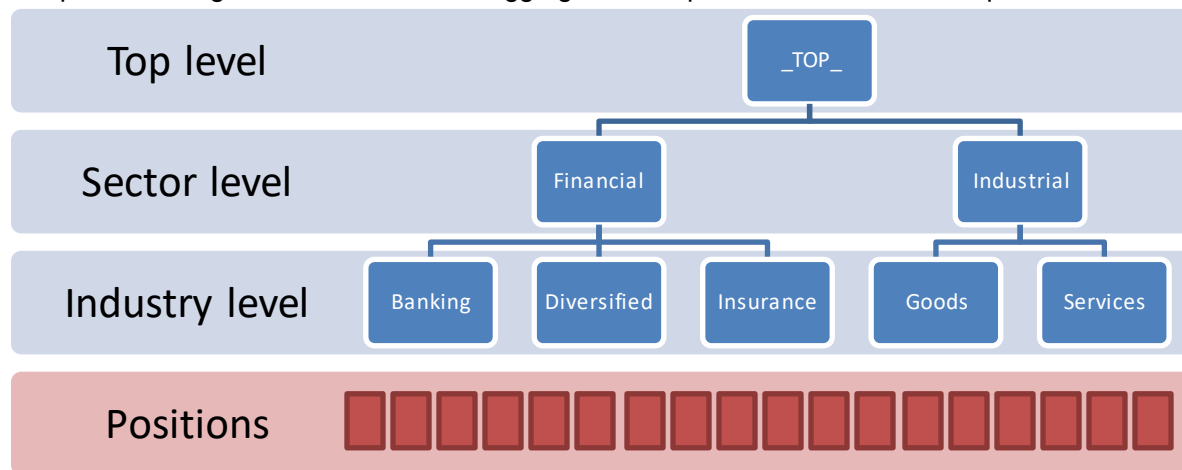 Top level
_TOP_
Sector level
Financial
Industrial
Industry level
Banking
Diversified
Insurance
Goods
Services
Positions